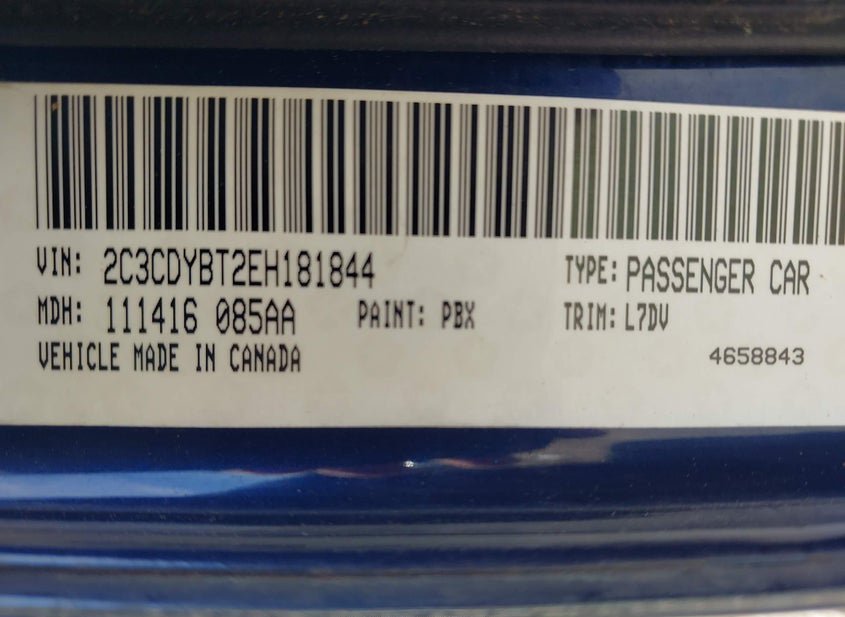 VIN: 2C3CDYBT2EH181844 TYPE: PASSENGER CAR
MDH: 111416 085AA PAINT: PBX TRIM: L7DV
VEHICLE MADE IN CANADA 4658843